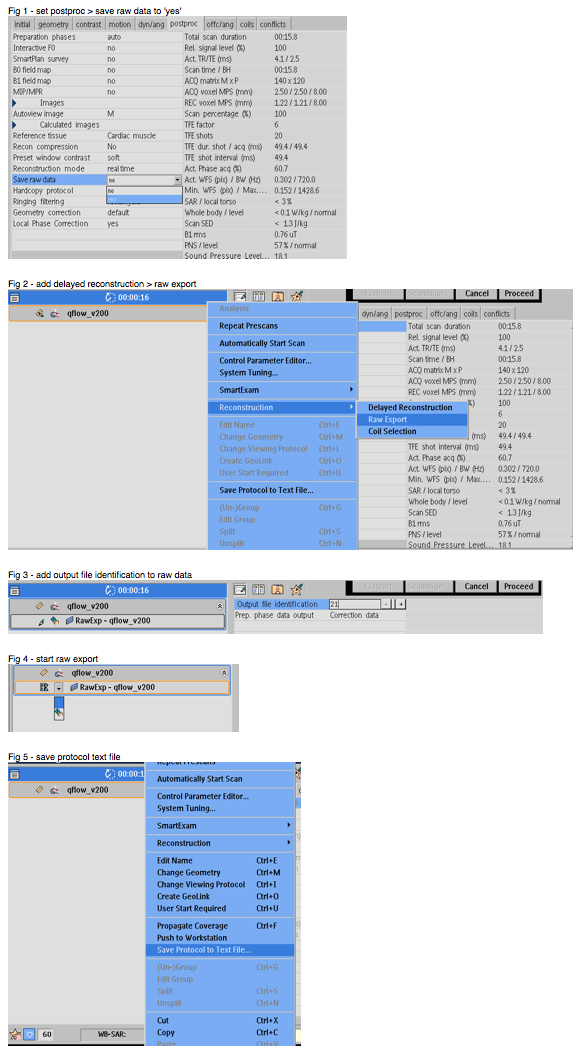 Fig 1 - set postproc > save raw data to 'yes'
initial geometry contrast motion dyn/ang postproc offc/ang coils conflicts
Preparation phases auto Total scan duration 00:15.8
Interactive F0 no Rel. signal level (%) 100
SmartPlan survey no Act. TR/TE (ms) 4.1 / 2.5
B0 field map no Scan time / BH 00:15.8
B1 field map no ACQ matrix M x P 140 x 120
MIP/MPR no ACQ voxel MPS (mm) 2.50 / 2.50 / 8.00
Images REC voxel MPS (mm) 1.22 / 1.21 / 8.00
Autoview image M Scan percentage (%) 100
Calculated images TFE factor 6
Reference tissue Cardiac muscle TFE shots 20
Recon compression No TFE dur. shot / acq (ms) 49.4 / 49.4
Preset window contrast soft TFE shot interval (ms) 49.4
Reconstruction mode real time Act. Phase acq (%) 60.7
Save raw data no Act. WFS (pix) / BW (Hz) 0.302 / 720.0
Hardcopy protocol no Min. WFS (pix) / Max.... 0.152 / 1428.6
Ringing filtering SAR / local torso < 3%
Geometry correction default Whole body / level < 0.1 W/kg / normal
Local Phase Correction yes Scan SED < 1.3 J/kg
B1 rms 0.76 uT
PNS / level 57 % / normal
Sound Pressure Level... 18.1
Fig 2 - add delayed reconstruction > raw export
00:00:16 Cancel Proceed
qflow_v200 Analysis dyn/ang postproc offc/ang coils conflicts
Repeat Prescans Total scan duration 00:15.8
Rel. signal level (%) 100
Automatically Start Scan Act. TR/TE (ms) 4.1 / 2.5
Control Parameter Editor... Scan time / BH 00:15.8
System Tuning... ACQ matrix M x P 140 x 120
ACQ voxel MPS (mm) 2.50 / 2.50 / 8.00
SmartExam REC voxel MPS (mm) 1.22 / 1.21 / 8.00
Reconstruction Delayed Reconstruction %) 100
Raw Export 6
Edit Name Ctrl+E 20
Change Geometry Ctrl+M Coil Selection (ms) 49.4 / 49.4
Change Viewing Protocol Ctrl+I TFE shot interval (ms) 49.4
Create GeoLink Ctrl+O Act. Phase acq (%) 60.7
User Start Required Ctrl+U Act. WFS (pix) / BW (Hz) 0.302 / 720.0
Min. WFS (pix) / Max.... 0.152 / 1428.6
Save Protocol to Text File... SAR / local torso < 3%
(Un-)Group Ctrl+G Whole body / level < 0.1 W/kg / normal
Edit Group Scan SED < 1.3 J/kg
Split Ctrl+S B1 rms 0.76 uT
PNS / level 57 % / normal
Unsplit Ctrl+N Sound Pressure Level... 18.1
Fig 3 - add output file identification to raw data
00:00:16 Cancel Proceed
qflow_v200 Output file identification 21 - +
RawExp - qflow_v200 Prep. phase data output Correction data
Fig 4 - start raw export
qflow_v200
RawExp - qflow_v200
Fig 5 - save protocol text file
Repeat Prescans
00:00:1 Automatically Start Scan
qflow_v200 Control Parameter Editor...
System Tuning...
SmartExam
Reconstruction
Edit Name Ctrl+E
Change Geometry Ctrl+M
Change Viewing Protocol Ctrl+I
Create GeoLink Ctrl+O
User Start Required Ctrl+U
Propagate Coverage Ctrl+F
Push to Workstation
Save Protocol to Text File...
(Un-)Group Ctrl+G
Edit Group
Split Ctrl+S
Unsplit Ctrl+N
Cut Ctrl+X
60 WB-SAR: Copy Ctrl+C
Paste Ctrl+V